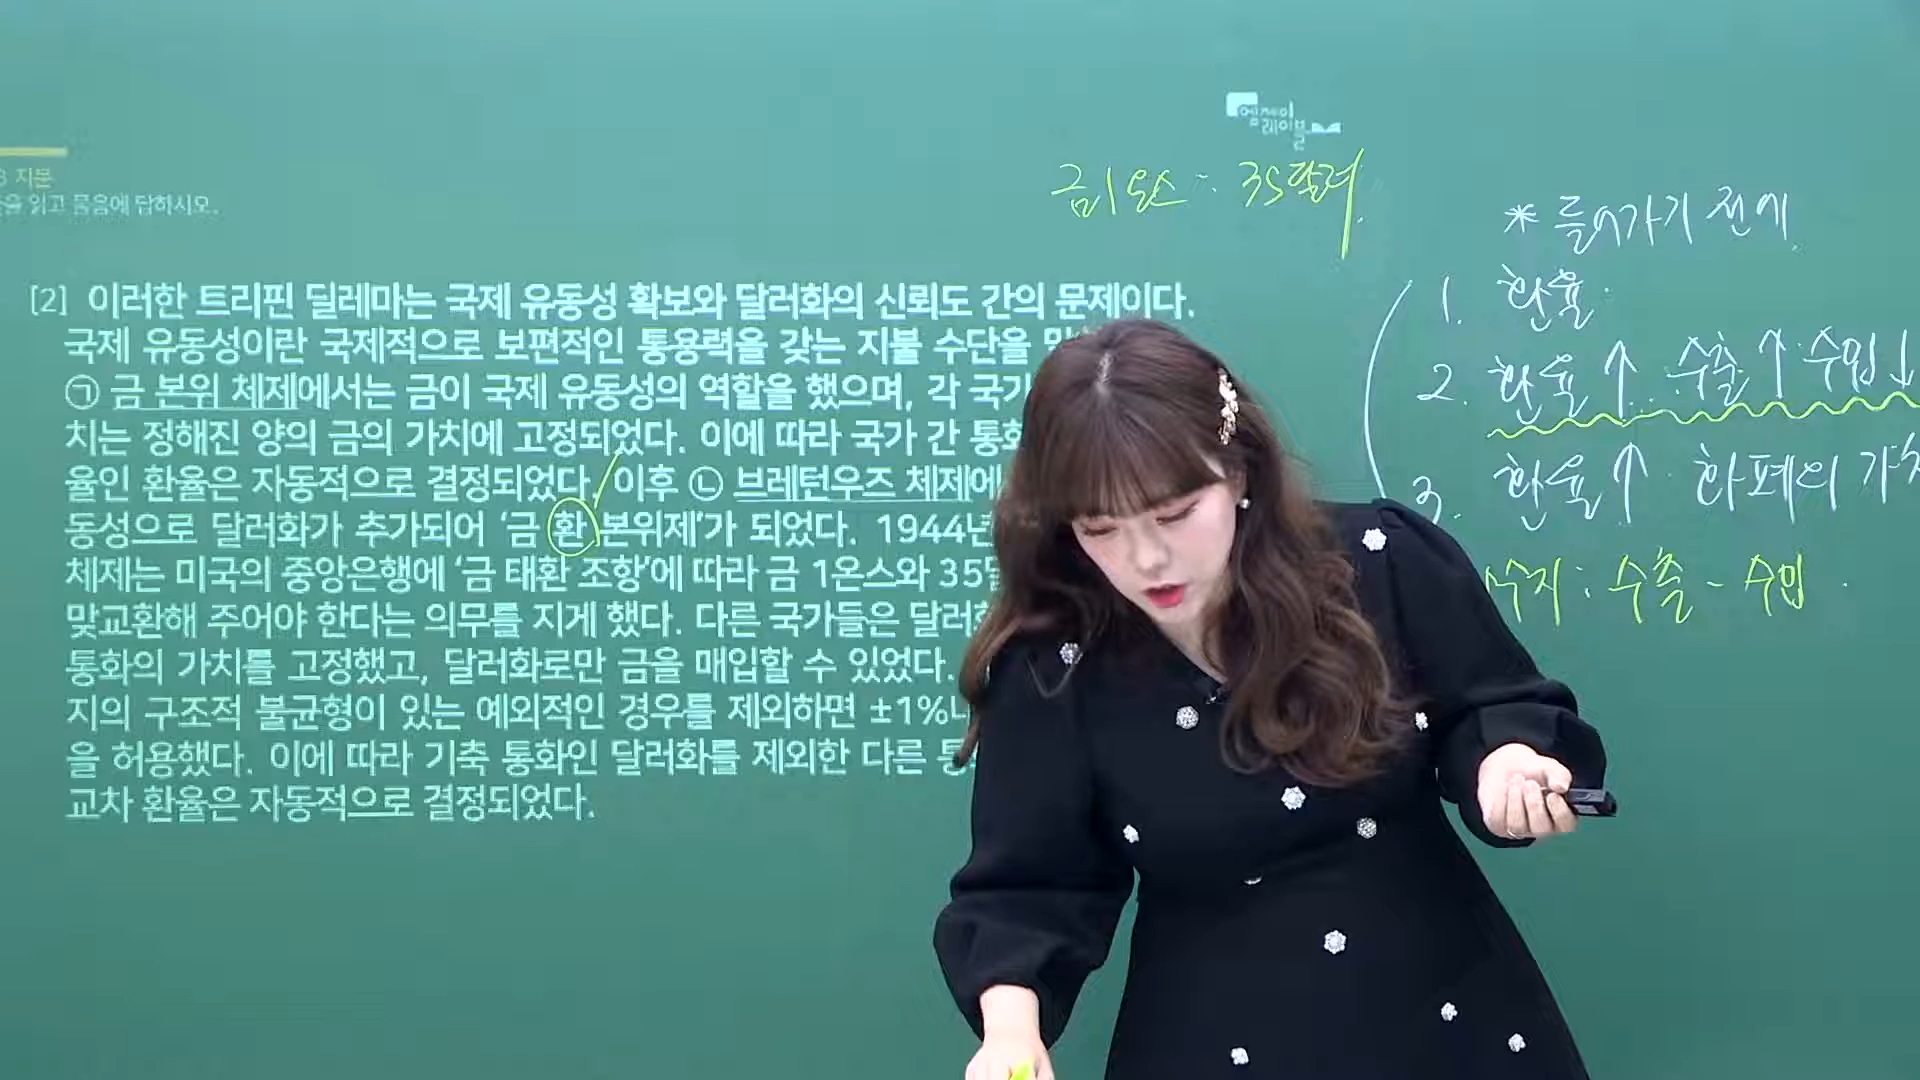 엠제이
레이블
3 지문
을 읽고 물음에 답하시오.
금 1 온스 : 35달러
[2] 이러한 트리핀 딜레마는 국제 유동성 확보와 달러화의 신뢰도 간의 문제이다.
국제 유동성이란 국제적으로 보편적인 통용력을 갖는 지불 수단을
㉠ 금 본위 체제에서는 금이 국제 유동성의 역할을 했으며, 각 국가
치는 정해진 양의 금의 가치에 고정되었다. 이에 따라 국가 간 통화
율인 환율은 자동적으로 결정되었다. 이후 ㉡ 브레턴우즈 체제에
동성으로 달러화가 추가되어 ‘금 환 본위제’가 되었다. 1944년
체제는 미국의 중앙은행에 ‘금 태환 조항’에 따라 금 1온스와 35달
맞교환해 주어야 한다는 의무를 지게 했다. 다른 국가들은 달러화
통화의 가치를 고정했고, 달러화로만 금을 매입할 수 있었다.
지의 구조적 불균형이 있는 예외적인 경우를 제외하면 ±1%
을 허용했다. 이에 따라 기축 통화인 달러화를 제외한 다른 통
교차 환율은 자동적으로 결정되었다.
* 들어가기 전에
1. 환율
2. 환율↑ 수출↑ 수입↓
3. 환율↑ 화폐의 가치
수지 : 수출 - 수입